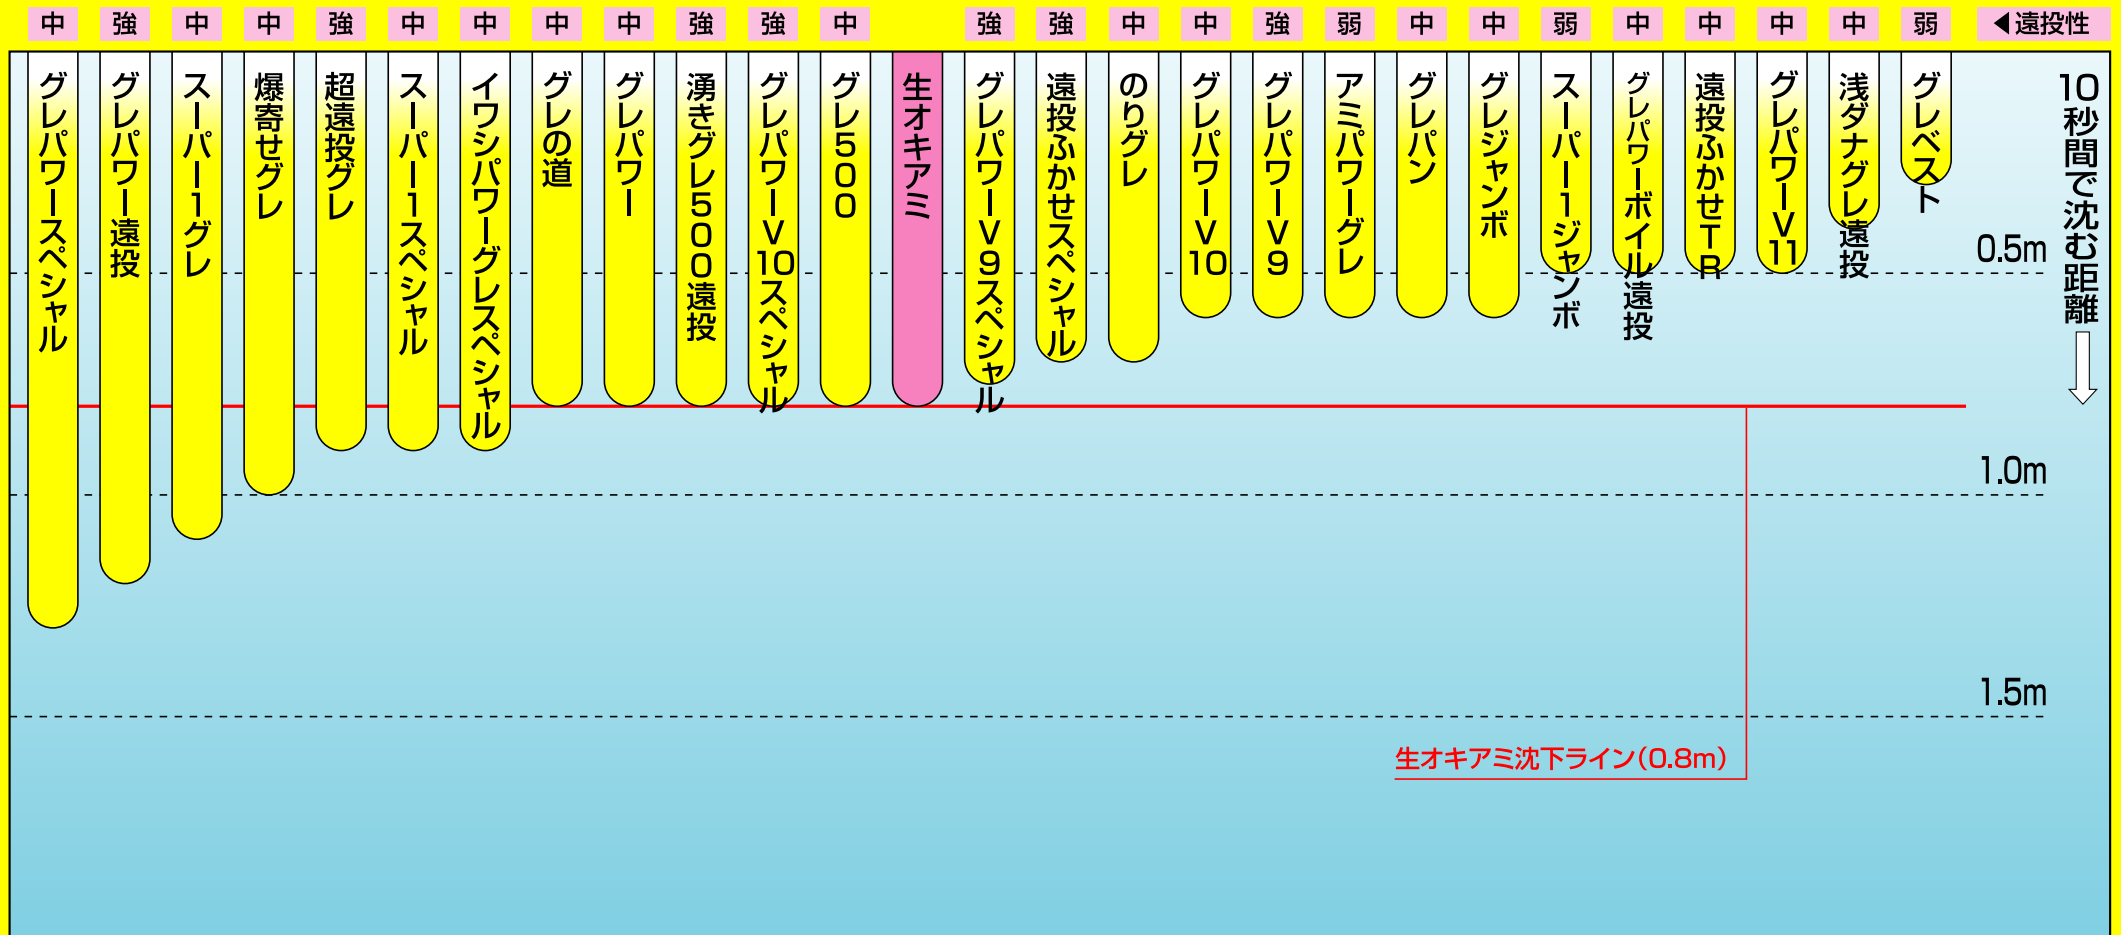 中 強 中 中 強 中 中 中 中 強 強 中 強 強 中 中 強 弱 中 中 弱 中 中 中 中 弱 ◀遠投性
グレパワースペシャル
グレパワー遠投
スーパー1グレ
爆寄せグレ
超遠投グレ
スーパー1スペシャル
イワシパワーグレスペシャル
グレの道
グレパワー
湧きグレ500遠投
グレパワーV10スペシャル
グレ500
生オキアミ
グレパワーV9スペシャル
遠投ふかせスペシャル
のりグレ
グレパワーV10
グレパワーV9
アミパワーグレ
グレパン
グレジャンボ
スーパー1ジャンボ
グレパワーボイル遠投
遠投ふかせTR
グレパワーV11
浅ダナグレ遠投
グレベスト
10秒間で沈む距離
0.5m
1.0m
1.5m
生オキアミ沈下ライン(0.8m)